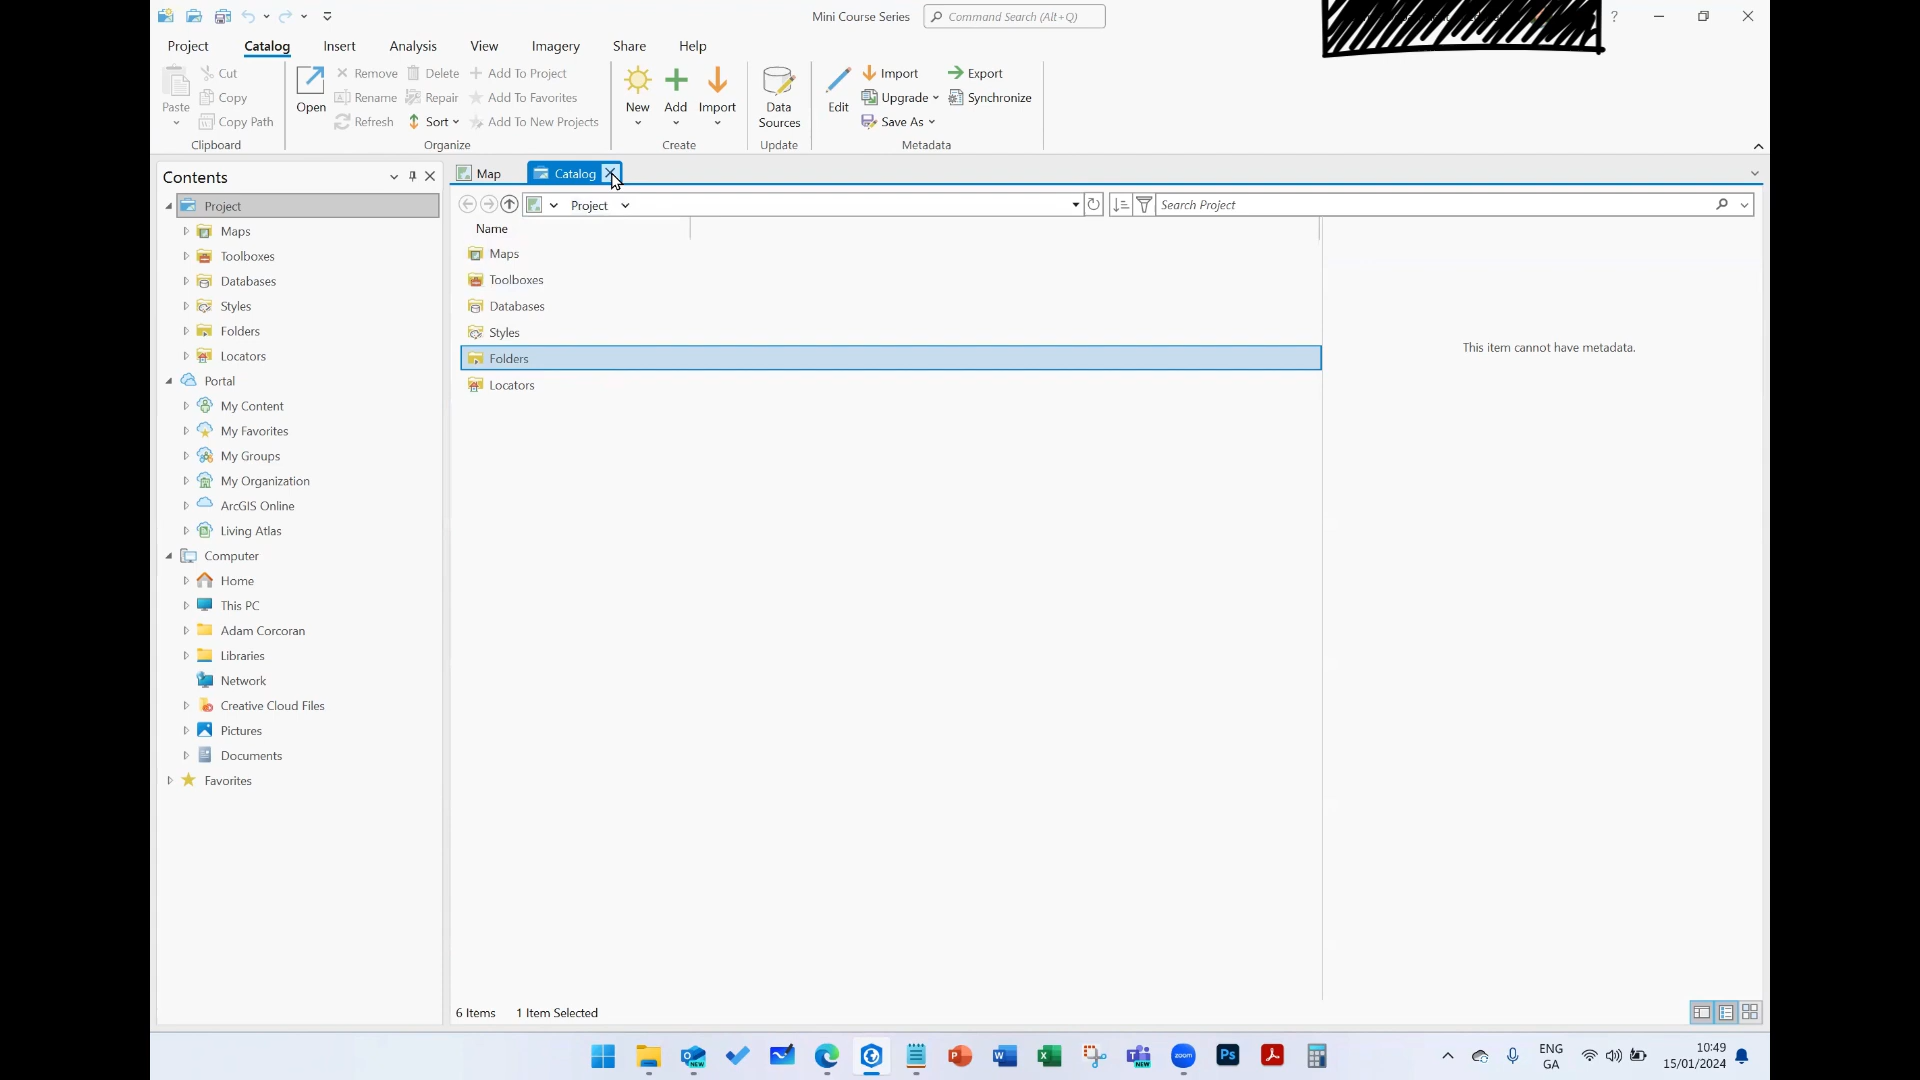 Mini Course Series
Command Search (Alt+Q)
?
Project Catalog Insert Analysis View Imagery Share Help
Paste
Cut
Copy
Copy Path
Clipboard
Open
Remove
Rename
Refresh
Delete
Repair
Sort
Add To Project
Add To Favorites
Add To New Projects
Organize
New
Add
Import
Create
Data
Sources
Update
Edit
Import
Upgrade
Save As
Export
Synchronize
Metadata
Contents
Project
Maps
Toolboxes
Databases
Styles
Folders
Locators
Portal
My Content
My Favorites
My Groups
My Organization
ArcGIS Online
Living Atlas
Computer
Home
This PC
Adam Corcoran
Libraries
Network
Creative Cloud Files
Pictures
Documents
Favorites
Map
Catalog
Project
Search Project
Name
Maps
Toolboxes
Databases
Styles
Folders
Locators
This item cannot have metadata.
6 Items 1 Item Selected
NEW
NEW
zoom
Ps
ENG
GA
10:49
15/01/2024